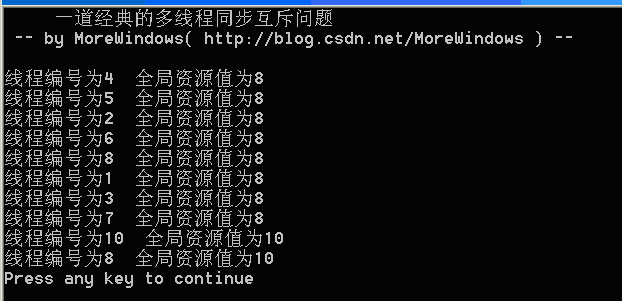 一道经典的多线程同步互斥问题
-- by MoreWindows( http://blog.csdn.net/MoreWindows ) --
线程编号为4  全局资源值为8
线程编号为5  全局资源值为8
线程编号为2  全局资源值为8
线程编号为6  全局资源值为8
线程编号为8  全局资源值为8
线程编号为1  全局资源值为8
线程编号为3  全局资源值为8
线程编号为7  全局资源值为8
线程编号为10  全局资源值为10
线程编号为8  全局资源值为10
Press any key to continue